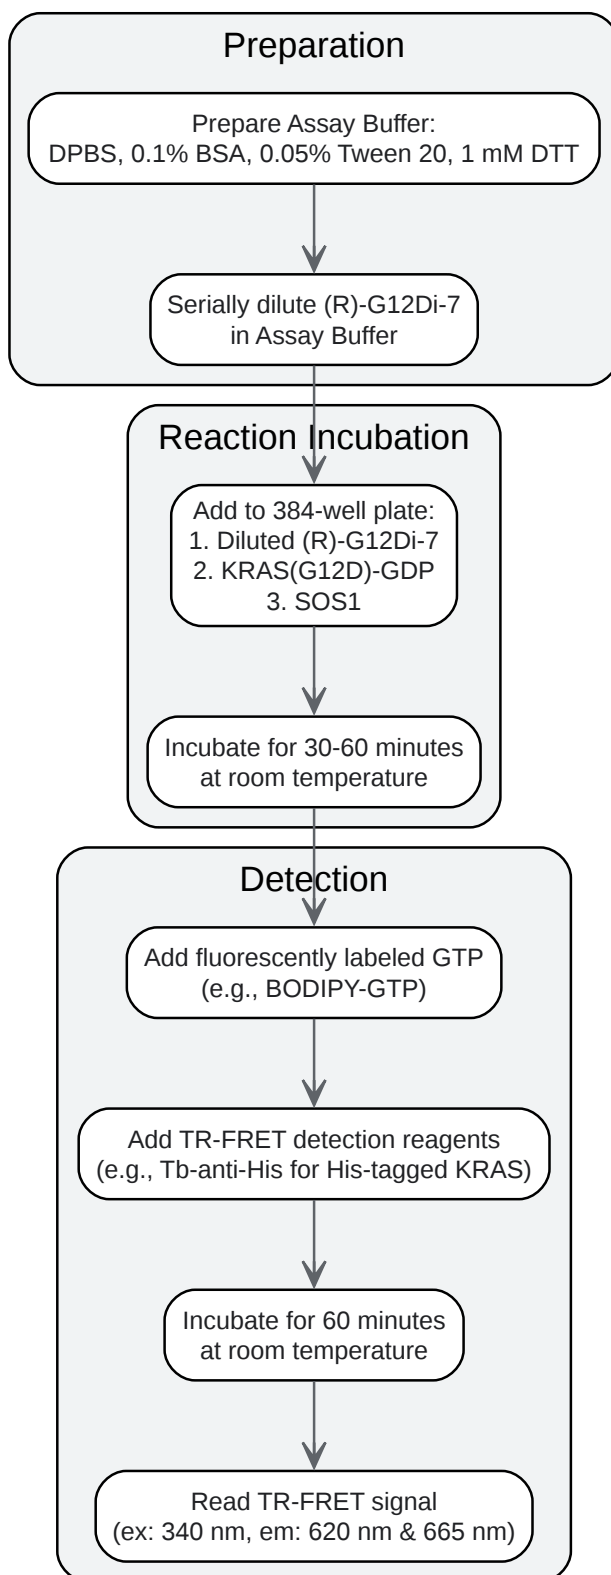 Preparation
Prepare Assay Buffer:
DPBS, 0.1% BSA, 0.05% Tween 20, 1 mM DTT
Serially dilute (R)-G12Di-7
in Assay Buffer
Reaction Incubation
Add to 384-well plate:
1. Diluted (R)-G12Di-7
2. KRAS(G12D)-GDP
3. SOS1
Incubate for 30-60 minutes
at room temperature
Detection
Add fluorescently labeled GTP
(e.g., BODIPY-GTP)
Add TR-FRET detection reagents
(e.g., Tb-anti-His for His-tagged KRAS)
Incubate for 60 minutes
at room temperature
Read TR-FRET signal
(ex: 340 nm, em: 620 nm & 665 nm)